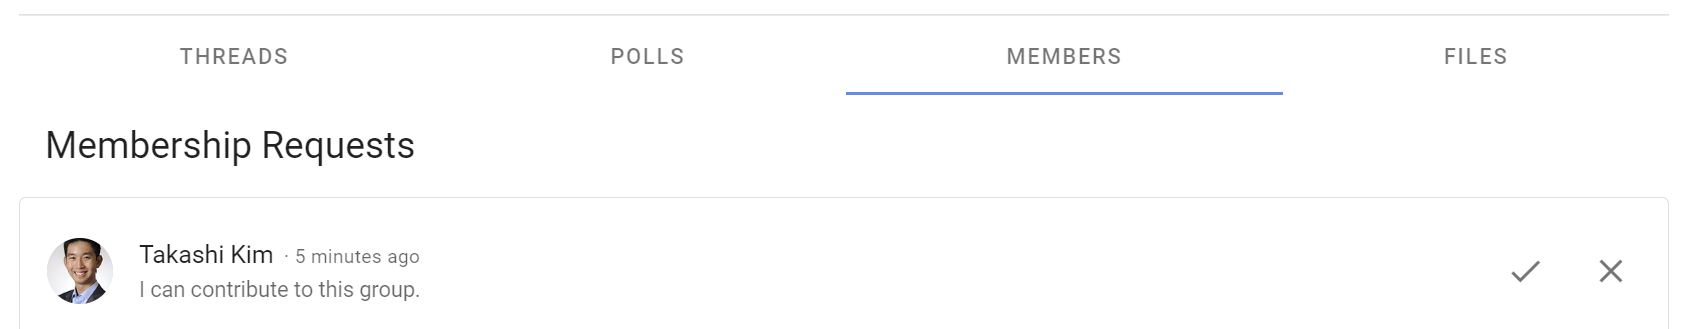 THREADS POLLS MEMBERS FILES
Membership Requests
Takashi Kim · 5 minutes ago
I can contribute to this group.